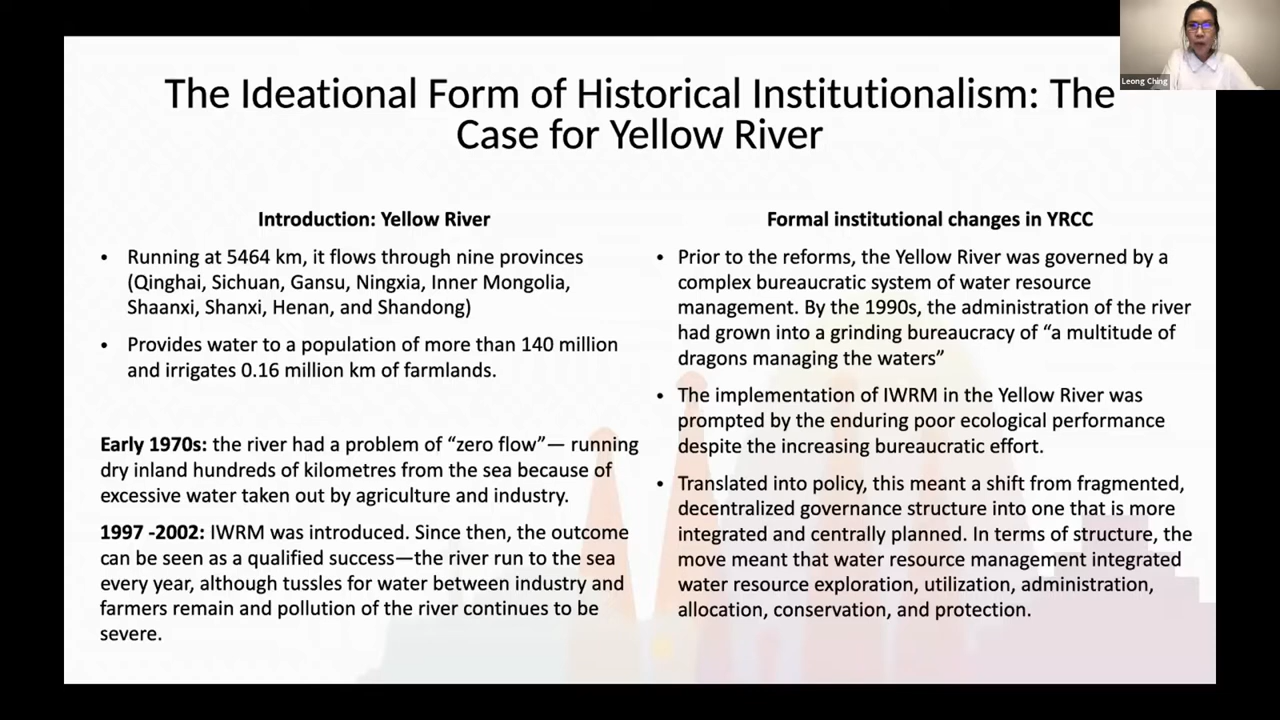 The Ideational Form of Historical Institutionalism: The
Case for Yellow River
Leong Ching
Introduction: Yellow River
• Running at 5464 km, it flows through nine provinces
(Qinghai, Sichuan, Gansu, Ningxia, Inner Mongolia,
Shaanxi, Shanxi, Henan, and Shandong)
• Provides water to a population of more than 140 million
and irrigates 0.16 million km of farmlands.
Early 1970s: the river had a problem of “zero flow”— running
dry inland hundreds of kilometres from the sea because of
excessive water taken out by agriculture and industry.
1997 -2002: IWRM was introduced. Since then, the outcome
can be seen as a qualified success—the river run to the sea
every year, although tussles for water between industry and
farmers remain and pollution of the river continues to be
severe.
Formal institutional changes in YRCC
• Prior to the reforms, the Yellow River was governed by a
complex bureaucratic system of water resource
management. By the 1990s, the administration of the river
had grown into a grinding bureaucracy of “a multitude of
dragons managing the waters”
• The implementation of IWRM in the Yellow River was
prompted by the enduring poor ecological performance
despite the increasing bureaucratic effort.
• Translated into policy, this meant a shift from fragmented,
decentralized governance structure into one that is more
integrated and centrally planned. In terms of structure, the
move meant that water resource management integrated
water resource exploration, utilization, administration,
allocation, conservation, and protection.